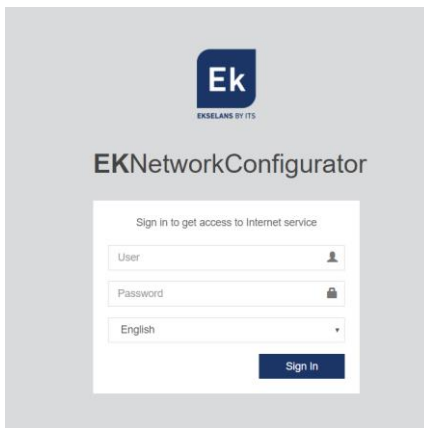 Ek
EKSELANS BY ITS
EKNetworkConfigurator
Sign in to get access to Internet service
User
Password
English
Sign In